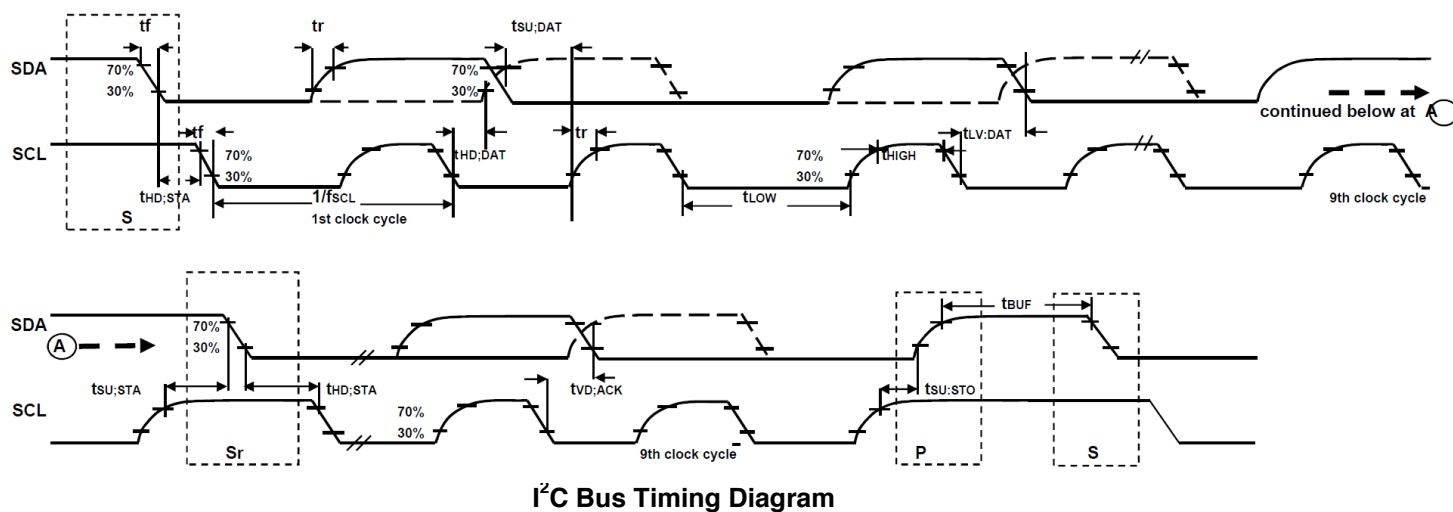 tf
tr
tSU;DAT
SDA
70%
30%
70%
30%
continued below at A
SCL
tf
70%
30%
tHD;STA
S
1/fSCL
1st clock cycle
tHD;DAT
tr
tLOW
70%
30%
tHIGH
tLV:DAT
9th clock cycle
SDA
A
70%
30%
tSU;STA
tHD;STA
SCL
Sr
70%
30%
tVD;ACK
9th clock cycle
tBUF
tSU:STO
P
S
I²C Bus Timing Diagram